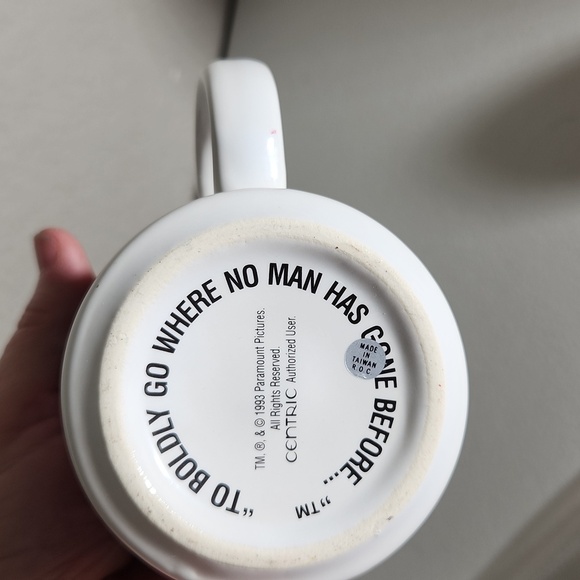 “TO BOLDLY GO WHERE NO MAN HAS GONE BEFORE....”™
TM, ®, & © 1993 Paramount Pictures.
All Rights Reserved.
CENTRIC Authorized User.
MADE
IN
TAIWAN
R.O.C